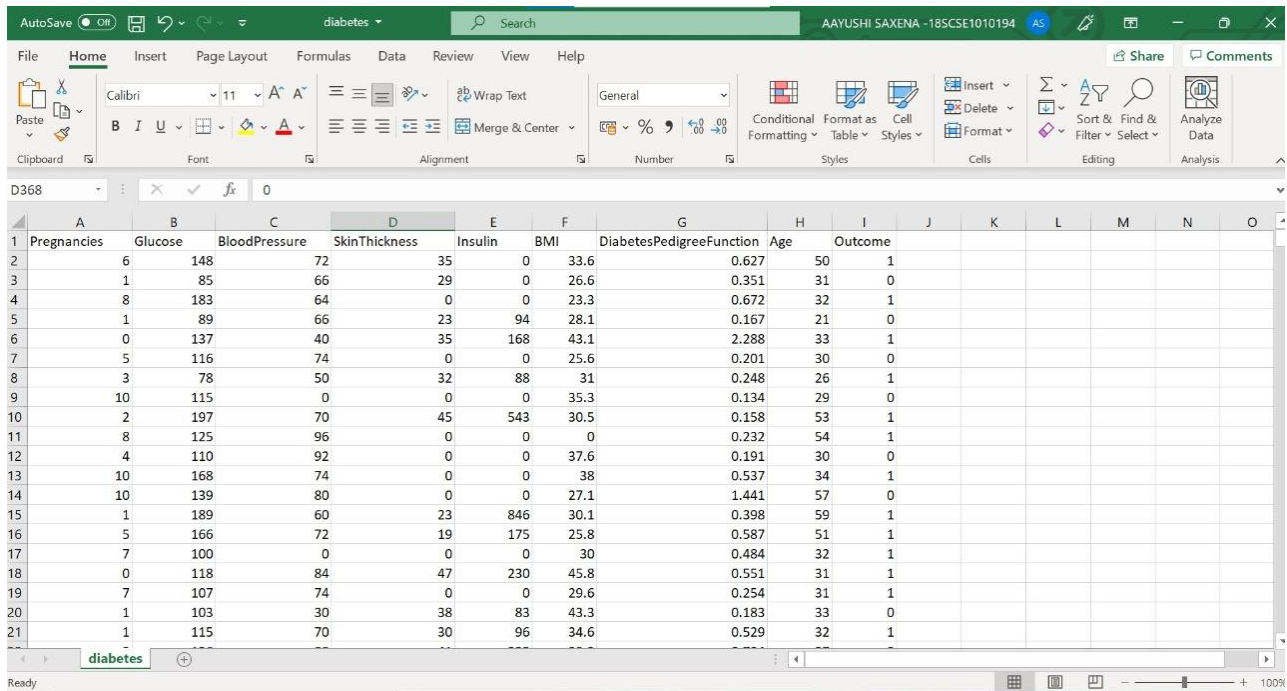 AutoSave Off diabetes Search AAYUSHI SAXENA -18SCSE1010194 AS
File Home Insert Page Layout Formulas Data Review View Help Share Comments
Calibri 11 A^ Aˇ Wrap Text General Insert
Paste B I U A Merge & Center % 9 Conditional Formatting Format as Table Cell Styles Delete Format Sort & Filter Find & Select Analyze Data
Clipboard Font Alignment Number Styles Cells Editing Analysis
D368 fx 0
A B C D E F G H I J K L M N O
1 Pregnancies Glucose BloodPressure SkinThickness Insulin BMI DiabetesPedigreeFunction Age Outcome
2 6 148 72 35 0 33.6 0.627 50 1
3 1 85 66 29 0 26.6 0.351 31 0
4 8 183 64 0 0 23.3 0.672 32 1
5 1 89 66 23 94 28.1 0.167 21 0
6 0 137 40 35 168 43.1 2.288 33 1
7 5 116 74 0 0 25.6 0.201 30 0
8 3 78 50 32 88 31 0.248 26 1
9 10 115 0 0 0 35.3 0.134 29 0
10 2 197 70 45 543 30.5 0.158 53 1
11 8 125 96 0 0 0 0.232 54 1
12 4 110 92 0 0 37.6 0.191 30 0
13 10 168 74 0 0 38 0.537 34 1
14 10 139 80 0 0 27.1 1.441 57 0
15 1 189 60 23 846 30.1 0.398 59 1
16 5 166 72 19 175 25.8 0.587 51 1
17 7 100 0 0 0 30 0.484 32 1
18 0 118 84 47 230 45.8 0.551 31 1
19 7 107 74 0 0 29.6 0.254 31 1
20 1 103 30 38 83 43.3 0.183 33 0
21 1 115 70 30 96 34.6 0.529 32 1
diabetes
Ready 100%